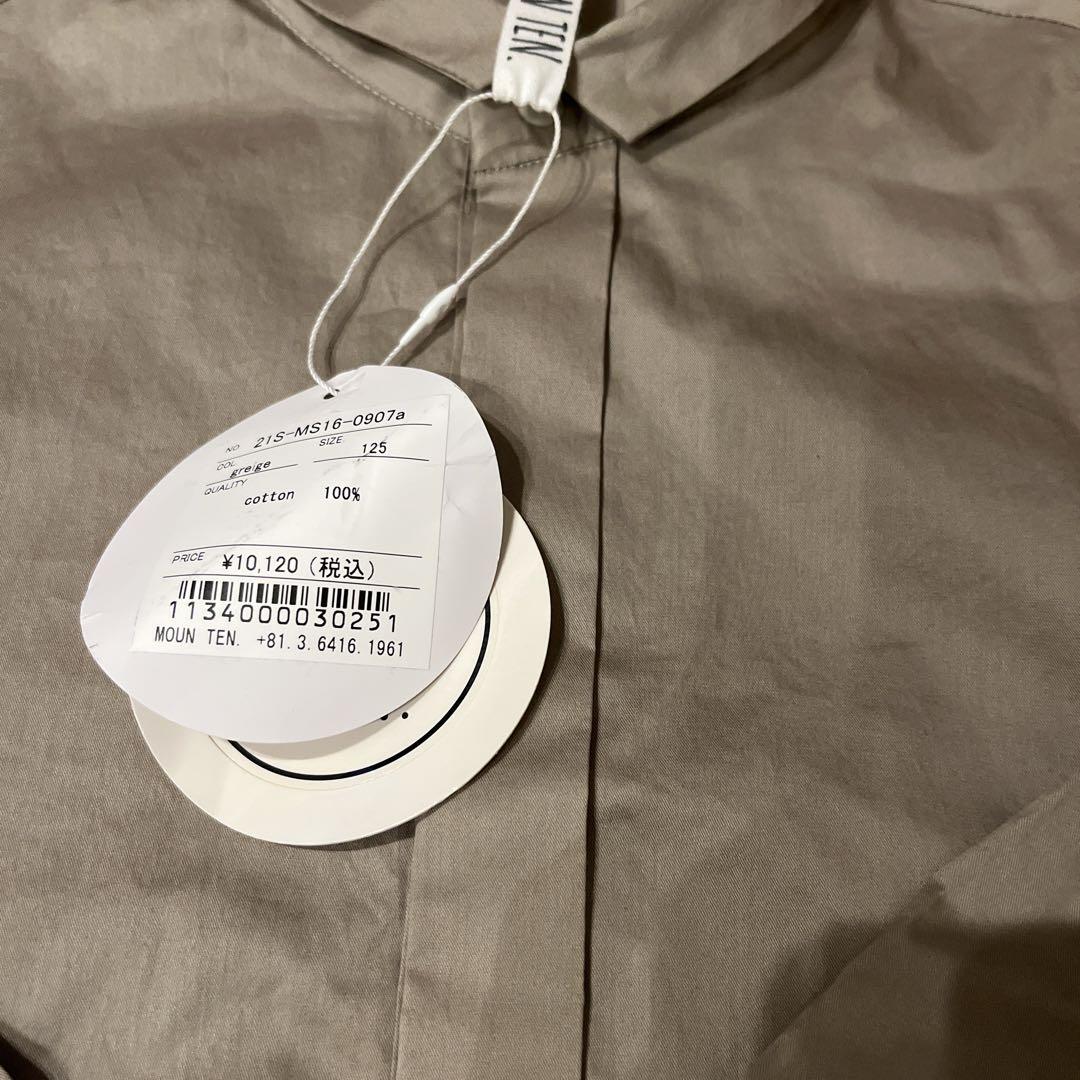 N TEN.
NO 21S-MS16-0907a
COL greige SIZE 125
QUALITY
cotton 100%
PRICE ¥10,120(税込)
1134000030251
MOUN TEN. +81.3.6416.1961